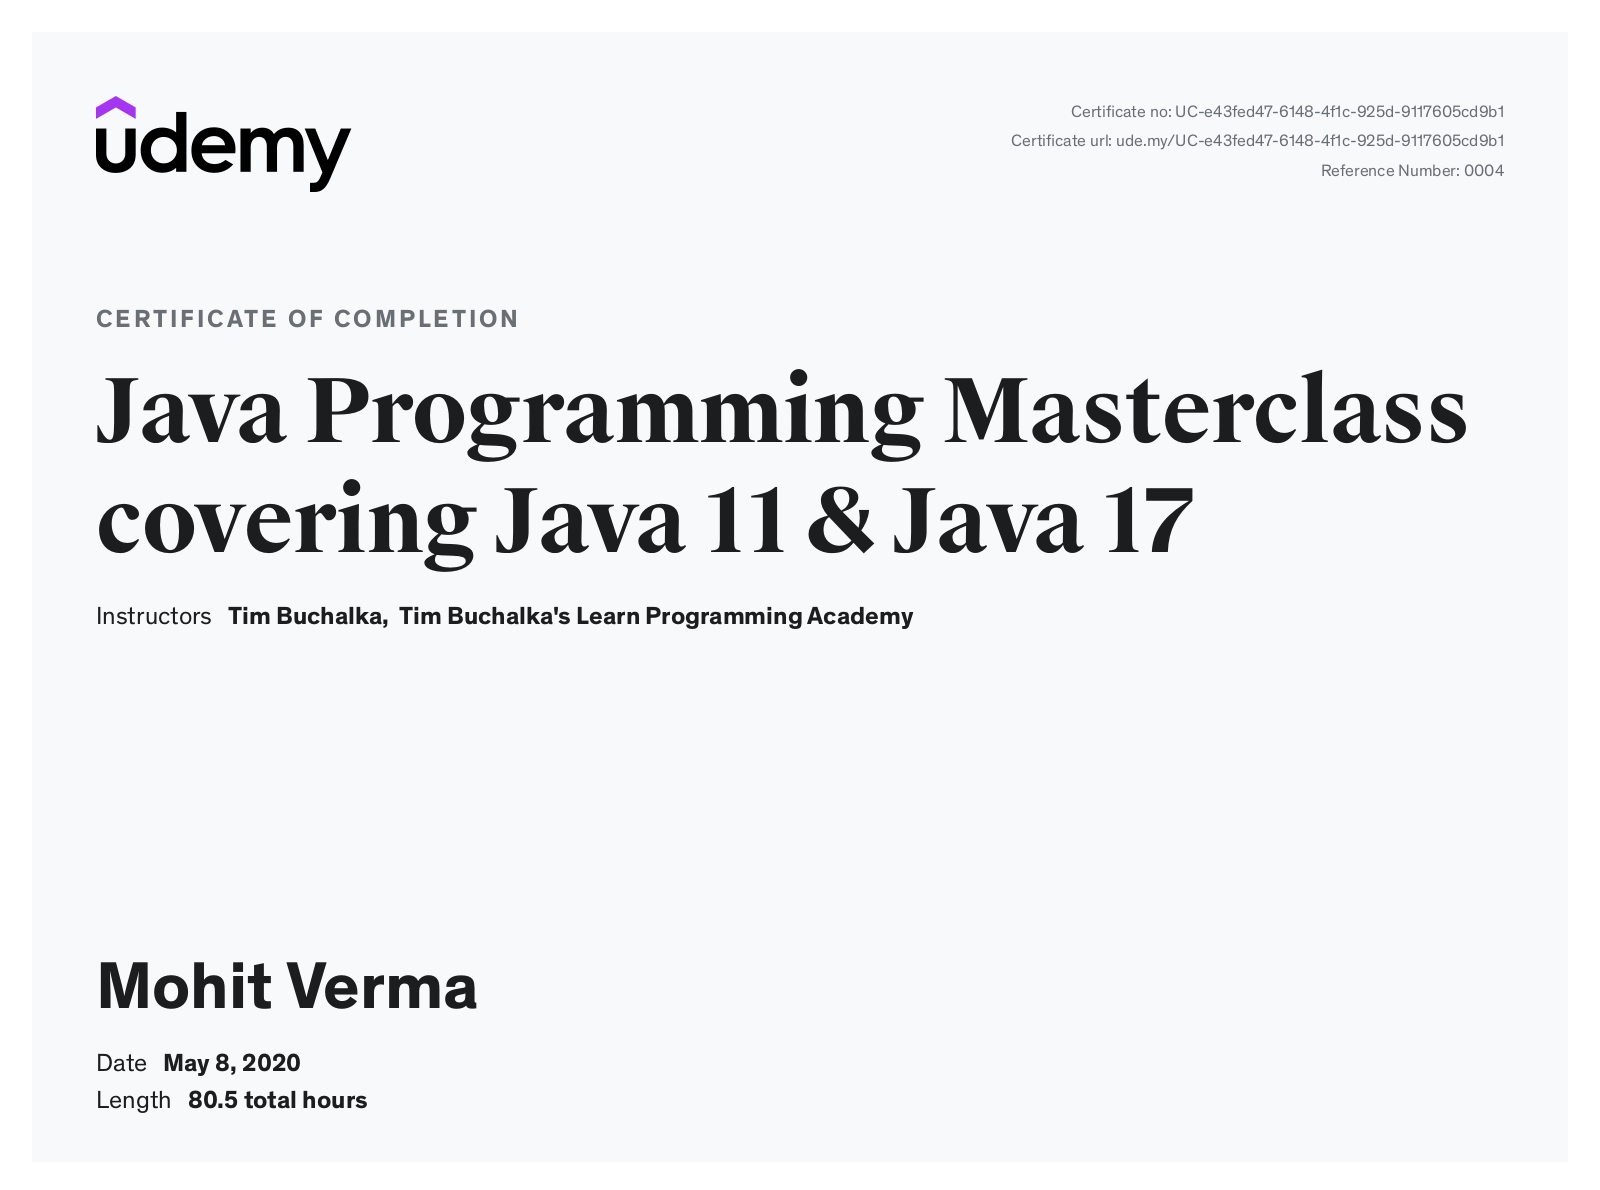 udemy
Certificate no: UC-e43fed47-6148-4f1c-925d-9117605cd9b1
Certificate url: ude.my/UC-e43fed47-6148-4f1c-925d-9117605cd9b1
Reference Number: 0004
CERTIFICATE OF COMPLETION
Java Programming Masterclass
covering Java 11 & Java 17
Instructors Tim Buchalka, Tim Buchalka's Learn Programming Academy
Mohit Verma
Date May 8, 2020
Length 80.5 total hours